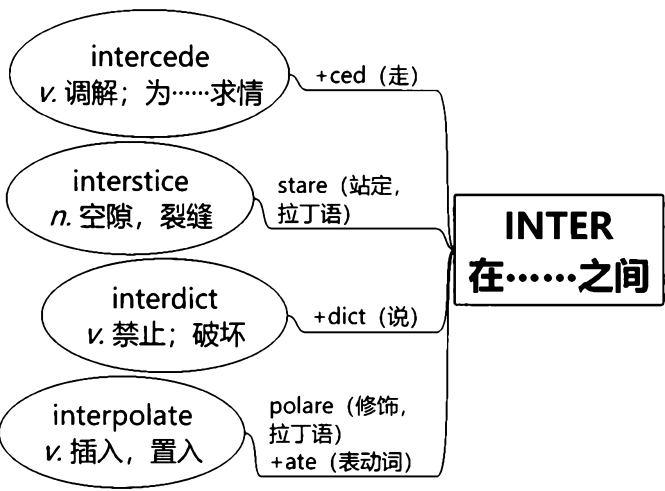 intercede
v. 调解；为……求情
+ced（走）
interstice
n. 空隙，裂缝
stare（站定，
拉丁语）
INTER
在……之间
interdict
v. 禁止；破坏
+dict（说）
interpolate
v. 插入，置入
polare（修饰，
拉丁语）
+ate（表动词）